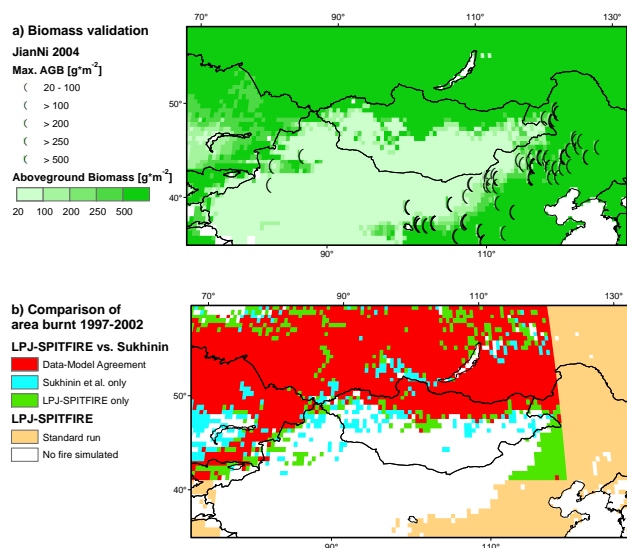 70°
110°
130°
a) Biomass validation
JianNi 2004
Max. AGB [g*m-2]
20 - 100
> 100
> 200
> 250
> 500
Aboveground Biomass [g*m-2]
20 100 200 250 500
50°
40°
90°
110°
b) Comparison of
area burnt 1997-2002
LPJ-SPITFIRE vs. Sukhinin
Data-Model Agreement
Sukhinin et al. only
LPJ-SPITFIRE only
LPJ-SPITFIRE
Standard run
No fire simulated
70°
90°
110°
130°
50°
40°
90°
110°